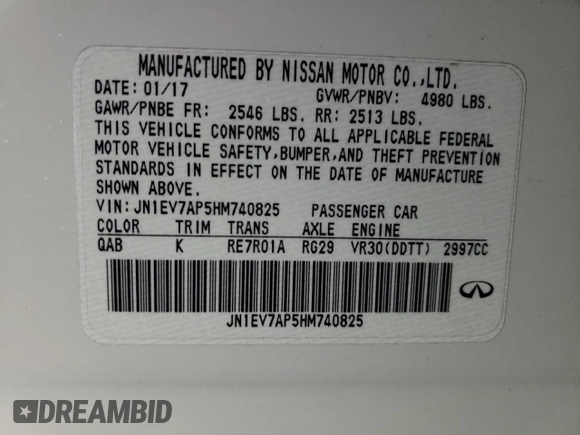 MANUFACTURED BY NISSAN MOTOR CO.,LTD.
DATE: 01/17 GVWR/PNBV: 4980 LBS.
GAWR/PNBE FR: 2546 LBS. RR: 2513 LBS.
THIS VEHICLE CONFORMS TO ALL APPLICABLE FEDERAL
MOTOR VEHICLE SAFETY,BUMPER,AND THEFT PREVENTION
STANDARDS IN EFFECT ON THE DATE OF MANUFACTURE
SHOWN ABOVE.
VIN:JN1EV7AP5HM740825 PASSENGER CAR
COLOR TRIM TRANS AXLE ENGINE
QAB K RE7R01A RG29 VR30(DDTT) 2997CC
JN1EV7AP5HM740825
DREAMBID